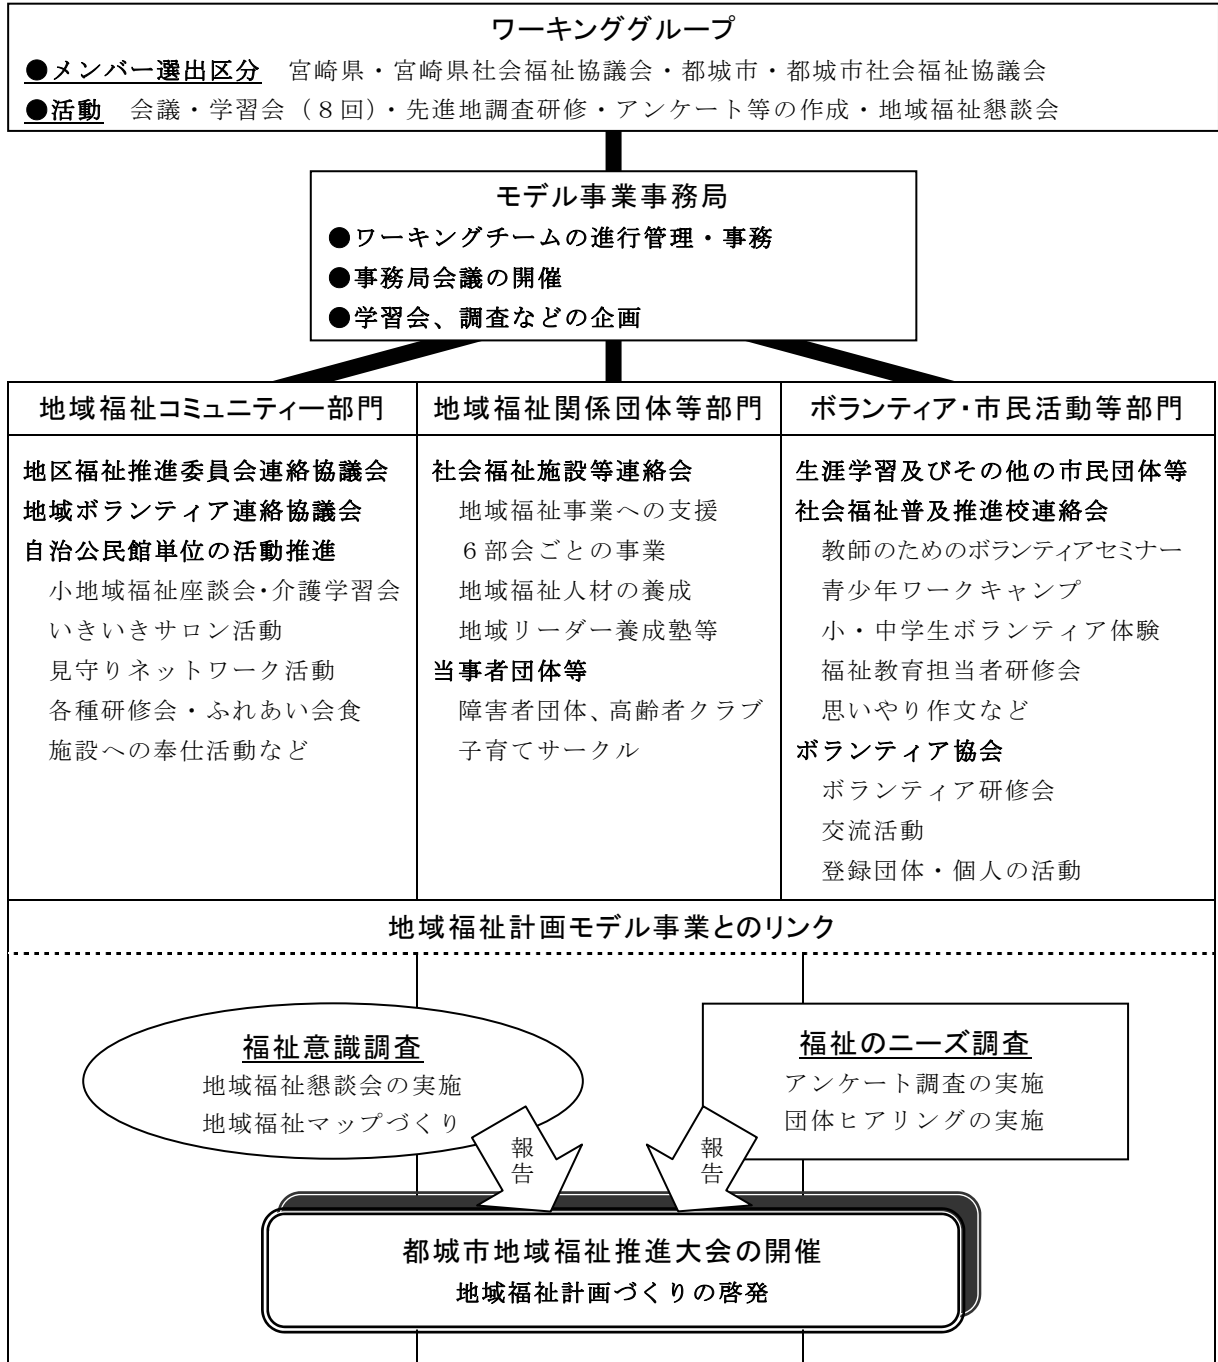 ワーキンググループ
●メンバー選出区分　宮崎県・宮崎県社会福祉協議会・都城市・都城市社会福祉協議会
●活動　会議・学習会（８回）・先進地調査研修・アンケート等の作成・地域福祉懇談会
モデル事業事務局
●ワーキングチームの進行管理・事務
●事務局会議の開催
●学習会、調査などの企画
地域福祉コミュニティー部門
地区福祉推進委員会連絡協議会
地域ボランティア連絡協議会
自治公民館単位の活動推進
小地域福祉座談会・介護学習会
いきいきサロン活動
見守りネットワーク活動
各種研修会・ふれあい会食
施設への奉仕活動など
地域福祉関係団体等部門
社会福祉施設等連絡会
地域福祉事業への支援
６部会ごとの事業
地域福祉人材の養成
地域リーダー養成塾等
当事者団体等
障害者団体、高齢者クラブ
子育てサークル
ボランティア・市民活動等部門
生涯学習及びその他の市民団体等
社会福祉普及推進校連絡会
教師のためのボランティアセミナー
青少年ワークキャンプ
小・中学生ボランティア体験
福祉教育担当者研修会
思いやり作文など
ボランティア協会
ボランティア研修会
交流活動
登録団体・個人の活動
地域福祉計画モデル事業とのリンク
福祉意識調査
地域福祉懇談会の実施
地域福祉マップづくり
福祉のニーズ調査
アンケート調査の実施
団体ヒアリングの実施
報告
報告
都城市地域福祉推進大会の開催
地域福祉計画づくりの啓発